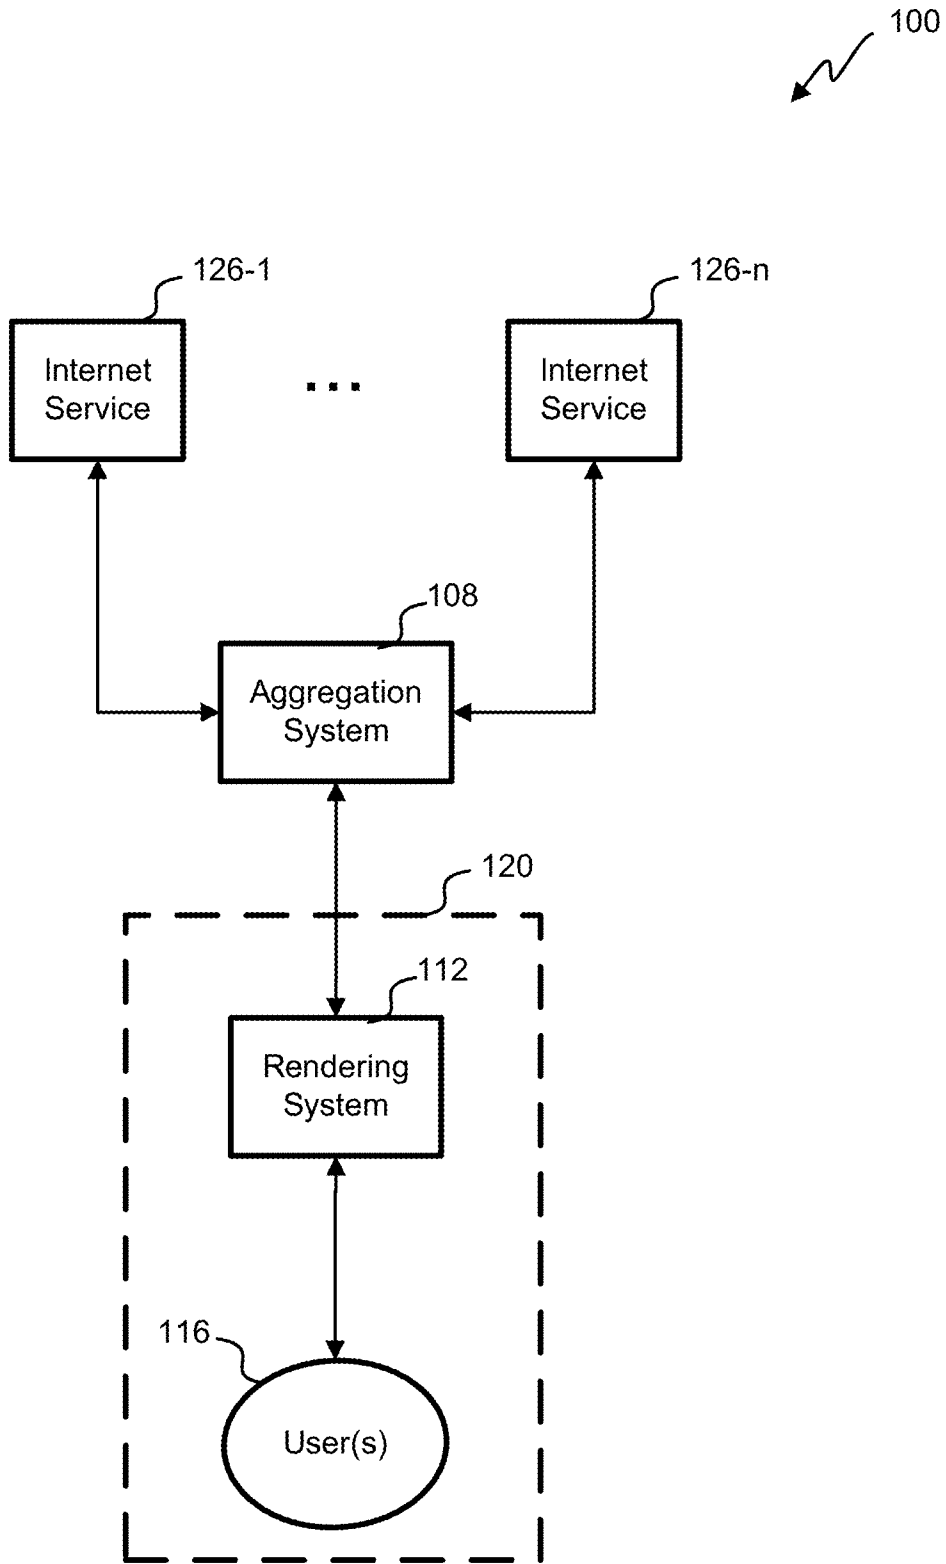 100
126-1
126-n
Internet
Service
...
Internet
Service
108
Aggregation
System
120
112
Rendering
System
116
User(s)